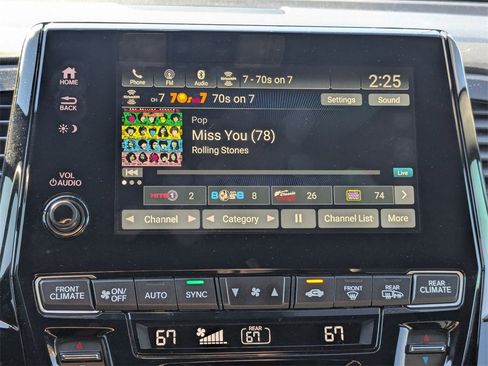 HOME
BACK
VOL
AUDIO
Phone
FM
Audio
7 - 70s on 7
2:25
CH 7 70s on 7
Settings
Sound
Pop
Miss You (78)
Rolling Stones
Live
HITS 1 2
8 26 74
Channel
Category
Channel List
More
FRONT CLIMATE
ON/OFF
AUTO
SYNC
FRONT
REAR
REAR CLIMATE
67
REAR 67
67